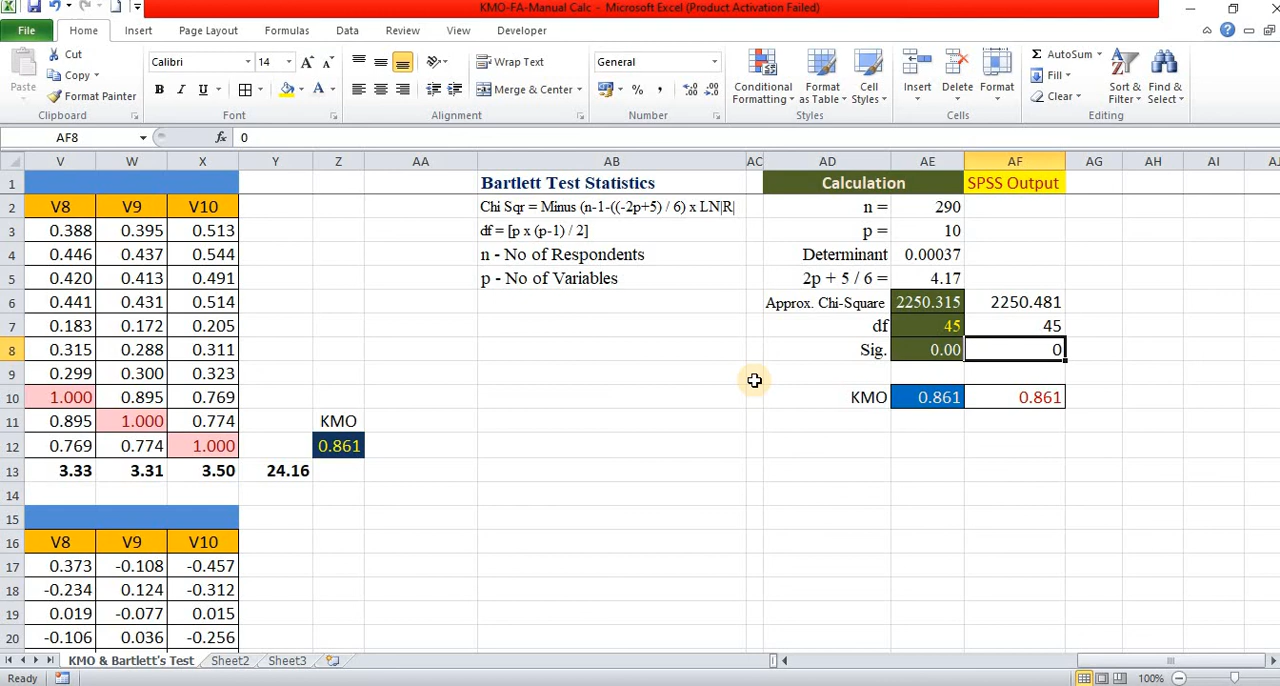 KMO-FA-Manual Calc - Microsoft Excel (Product Activation Failed)
File Home Insert Page Layout Formulas Data Review View Developer
Paste
Cut
Copy
Format Painter
Clipboard
Calibri 14
B I U
Font
Wrap Text
Merge & Center
Alignment
General
% ,
Number
Conditional Formatting
Format as Table
Cell Styles
Styles
Insert Delete Format
Cells
AutoSum
Fill
Clear
Sort & Filter
Find & Select
Editing
AF8 fx 0
V W X Y Z AA AB AC AD AE AF AG AH AI AJ
1 Bartlett Test Statistics Calculation SPSS Output
2 V8 V9 V10 Chi Sqr = Minus (n-1-((-2p+5) / 6) x LN|R| n = 290
3 0.388 0.395 0.513 df = [p x (p-1) / 2] p = 10
4 0.446 0.437 0.544 n - No of Respondents Determinant 0.00037
5 0.420 0.413 0.491 p - No of Variables 2p + 5 / 6 = 4.17
6 0.441 0.431 0.514 Approx. Chi-Square 2250.315 2250.481
7 0.183 0.172 0.205 df 45 45
8 0.315 0.288 0.311 Sig. 0.00 0
9 0.299 0.300 0.323
10 1.000 0.895 0.769 KMO 0.861 0.861
11 0.895 1.000 0.774 KMO
12 0.769 0.774 1.000 0.861
13 3.33 3.31 3.50 24.16
14
15
16 V8 V9 V10
17 0.373 -0.108 -0.457
18 -0.234 0.124 -0.312
19 0.019 -0.077 0.015
20 -0.106 0.036 -0.256
KMO & Bartlett's Test Sheet2 Sheet3
Ready 100%